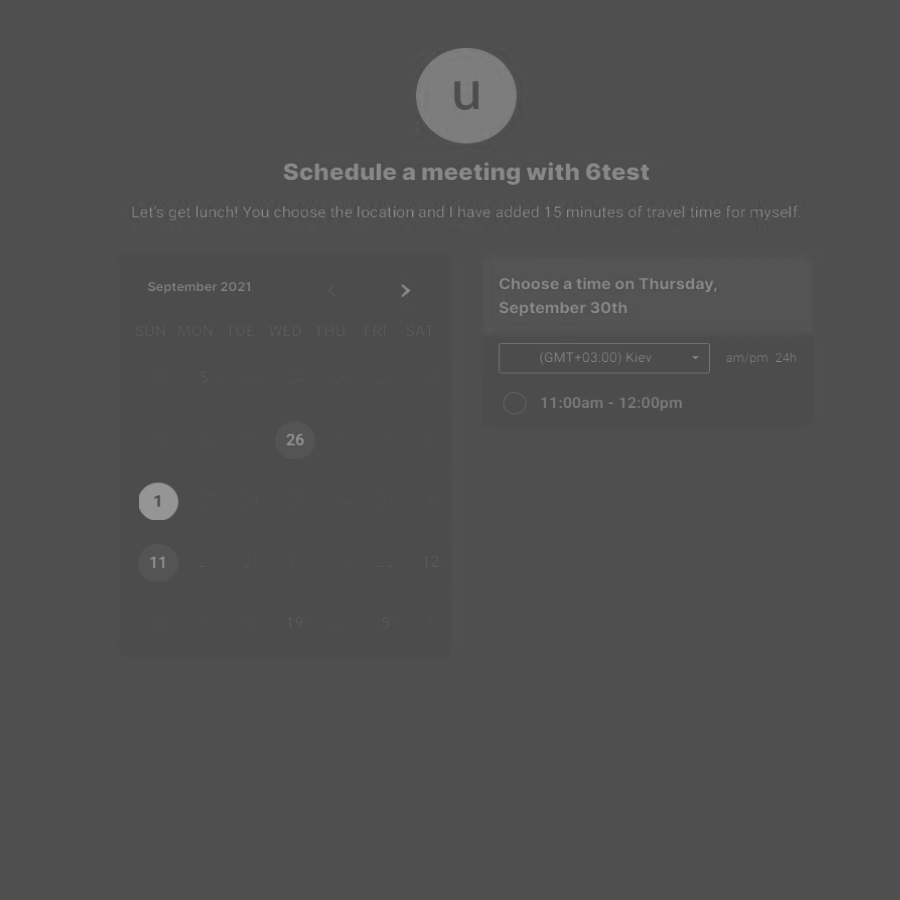 u
Schedule a meeting with 6test
Let's get lunch! You choose the location and I have added 15 minutes of travel time for myself.
September 2021
SUN MON TUE WED THU FRI SAT
5
26
1
11 12
19 5
Choose a time on Thursday,
September 30th
(GMT+03:00) Kiev am/pm 24h
11:00am - 12:00pm